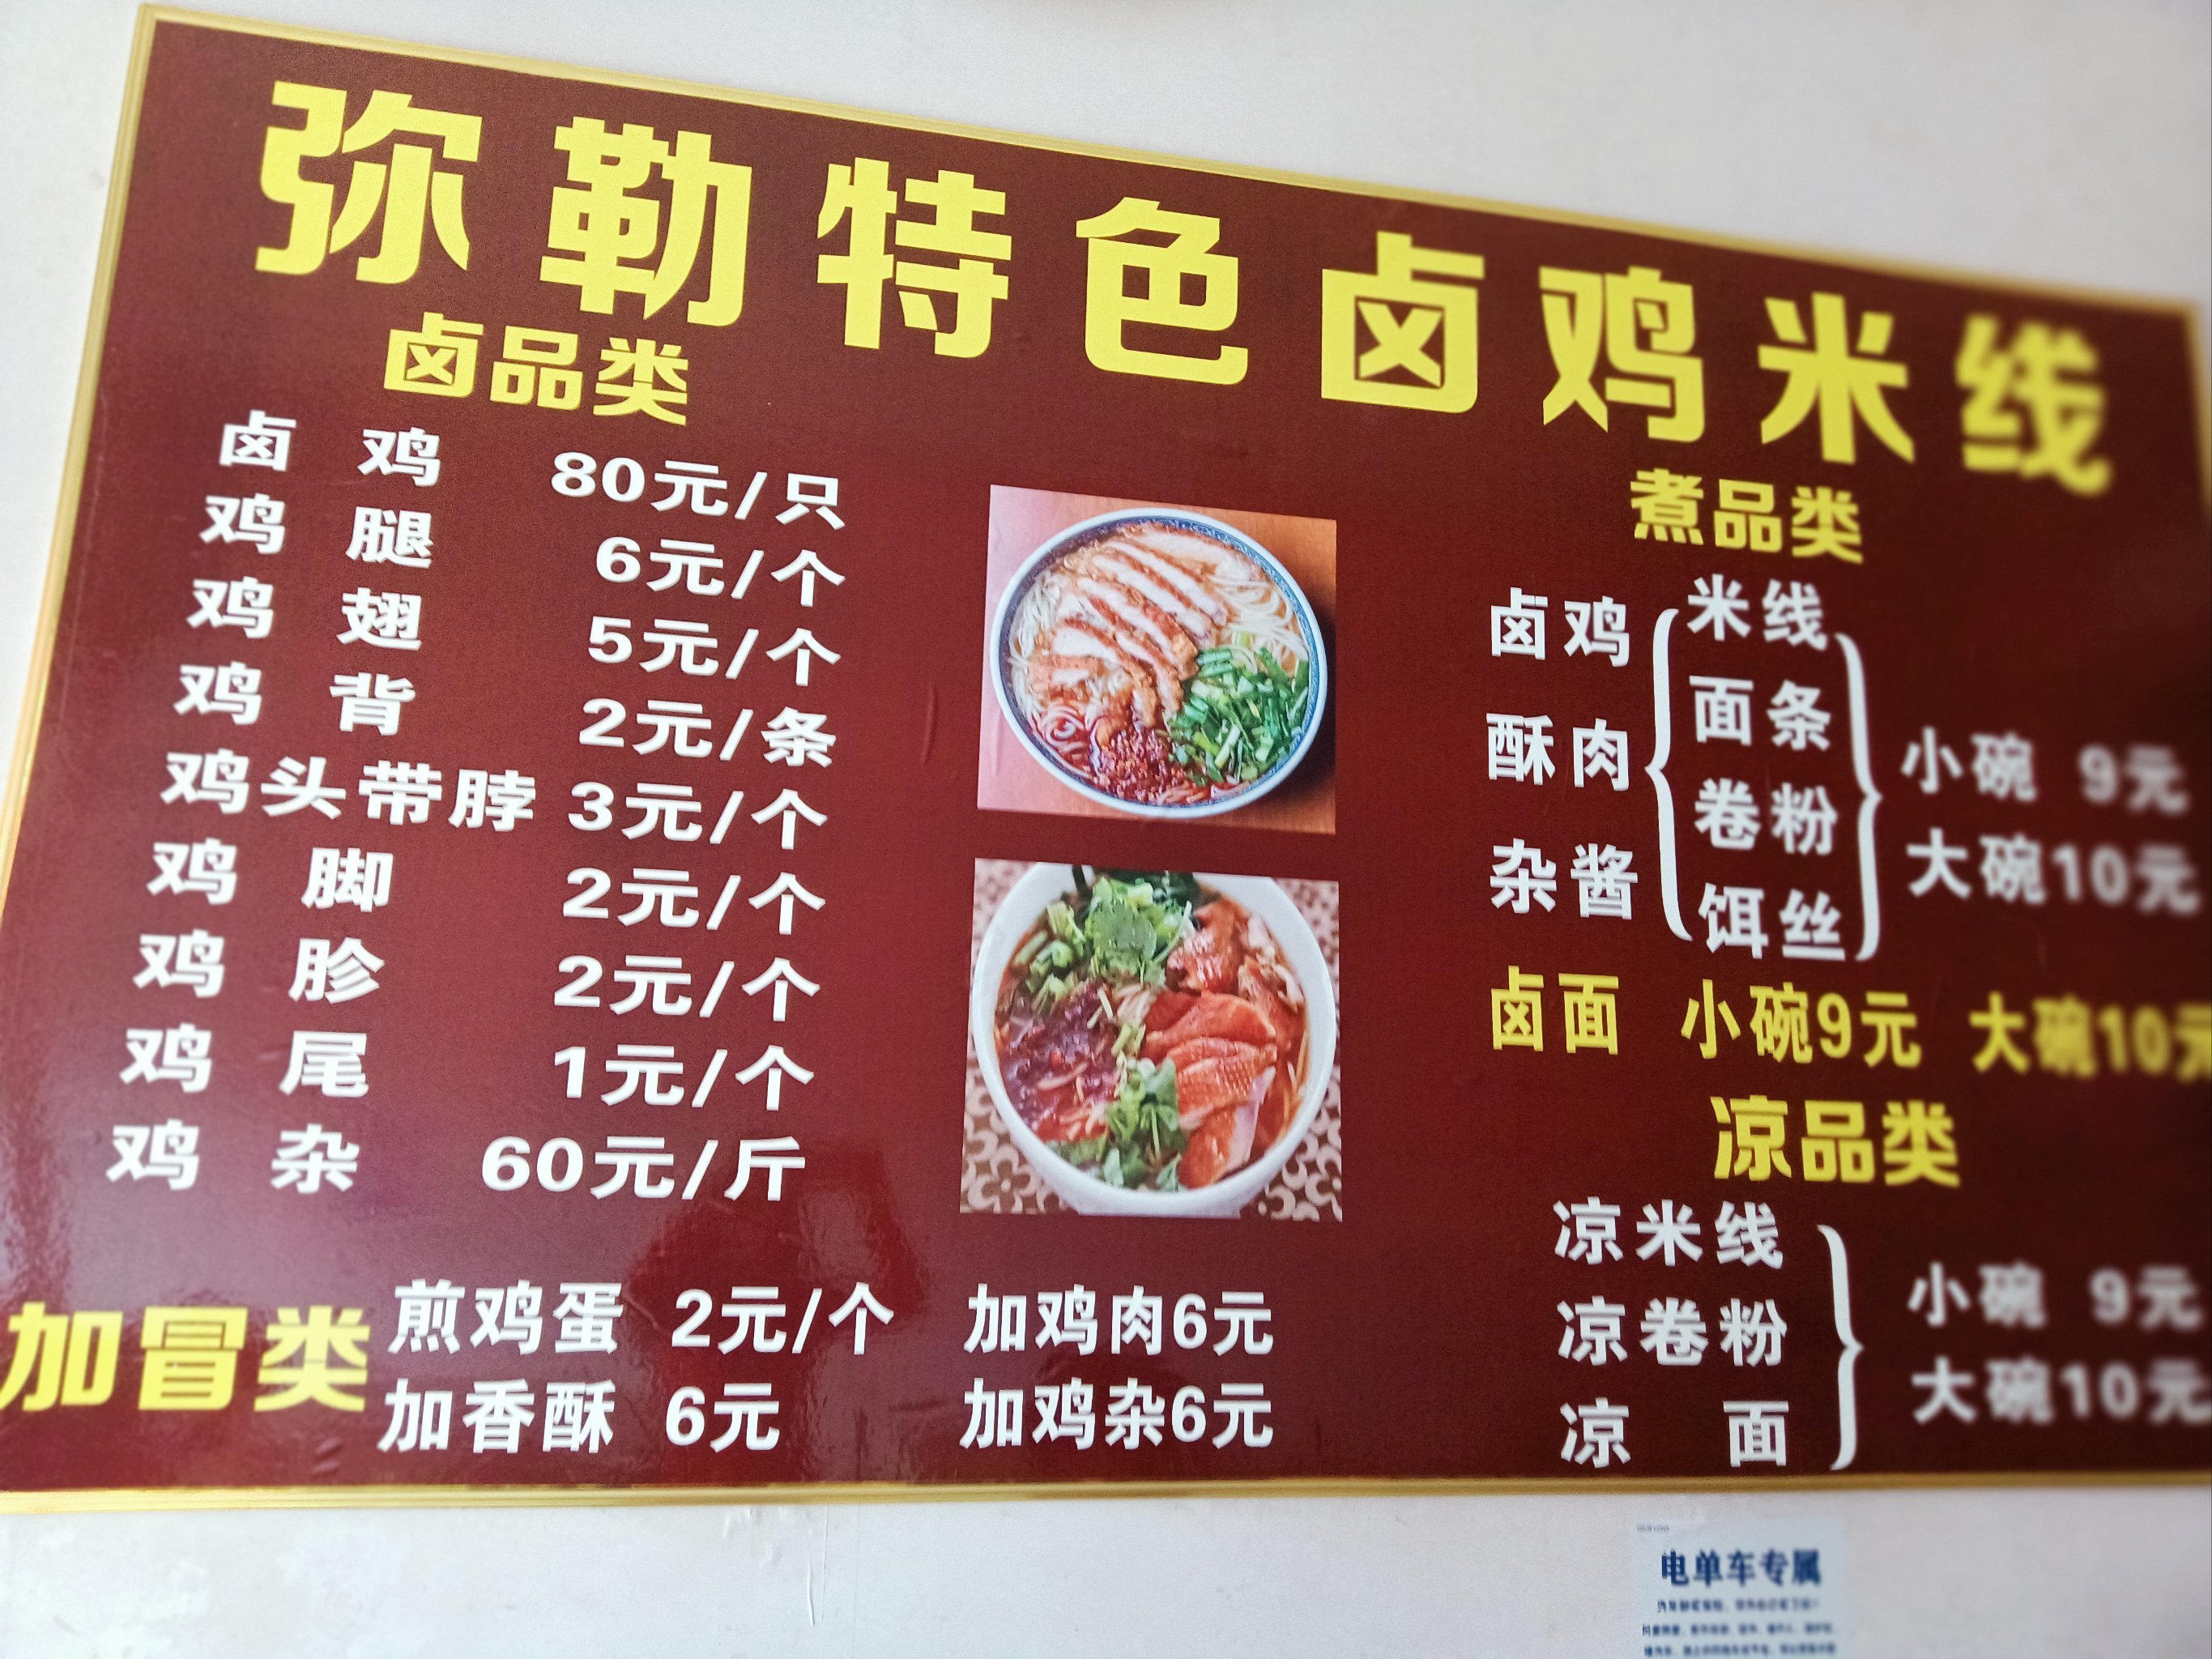 弥勒特色卤鸡米线
卤品类
卤鸡 80元/只
鸡腿 6元/个
鸡翅 5元/个
鸡背 2元/条
鸡头带脖 3元/个
鸡脚 2元/个
鸡胗 2元/个
鸡尾 1元/个
鸡杂 60元/斤
加冒类
煎鸡蛋 2元/个 加鸡肉6元
加香酥 6元 加鸡杂6元
煮品类
卤鸡
酥肉
杂酱
米线
面条
卷粉
饵丝
小碗 9元
大碗10元
卤面 小碗9元 大碗10元
凉品类
凉米线
凉卷粉
凉面
小碗 9元
大碗10元
电单车专属